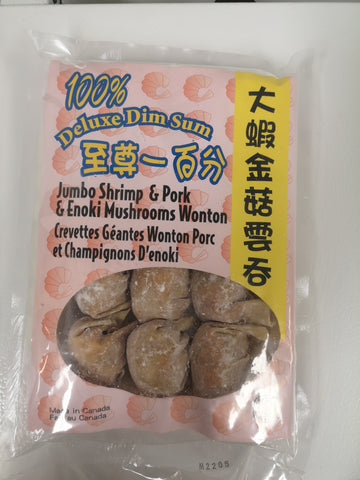 100%
Deluxe Dim Sum
至尊一百分
大蝦金菇雲吞
Jumbo Shrimp & Pork
& Enoki Mushrooms Wonton
Crevettes Géantes Wonton Porc
et Champignons D'enoki
Made in Canada
Fait au Canada
M2205